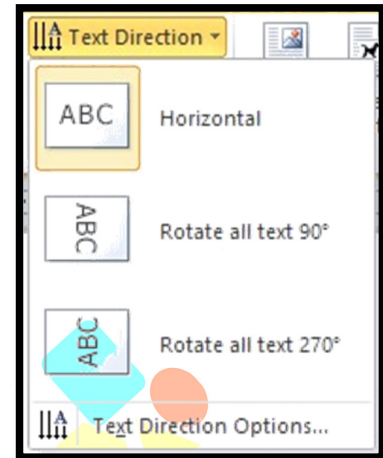 Text Direction
ABC Horizontal
ABC Rotate all text 90°
ABC Rotate all text 270°
Text Direction Options...